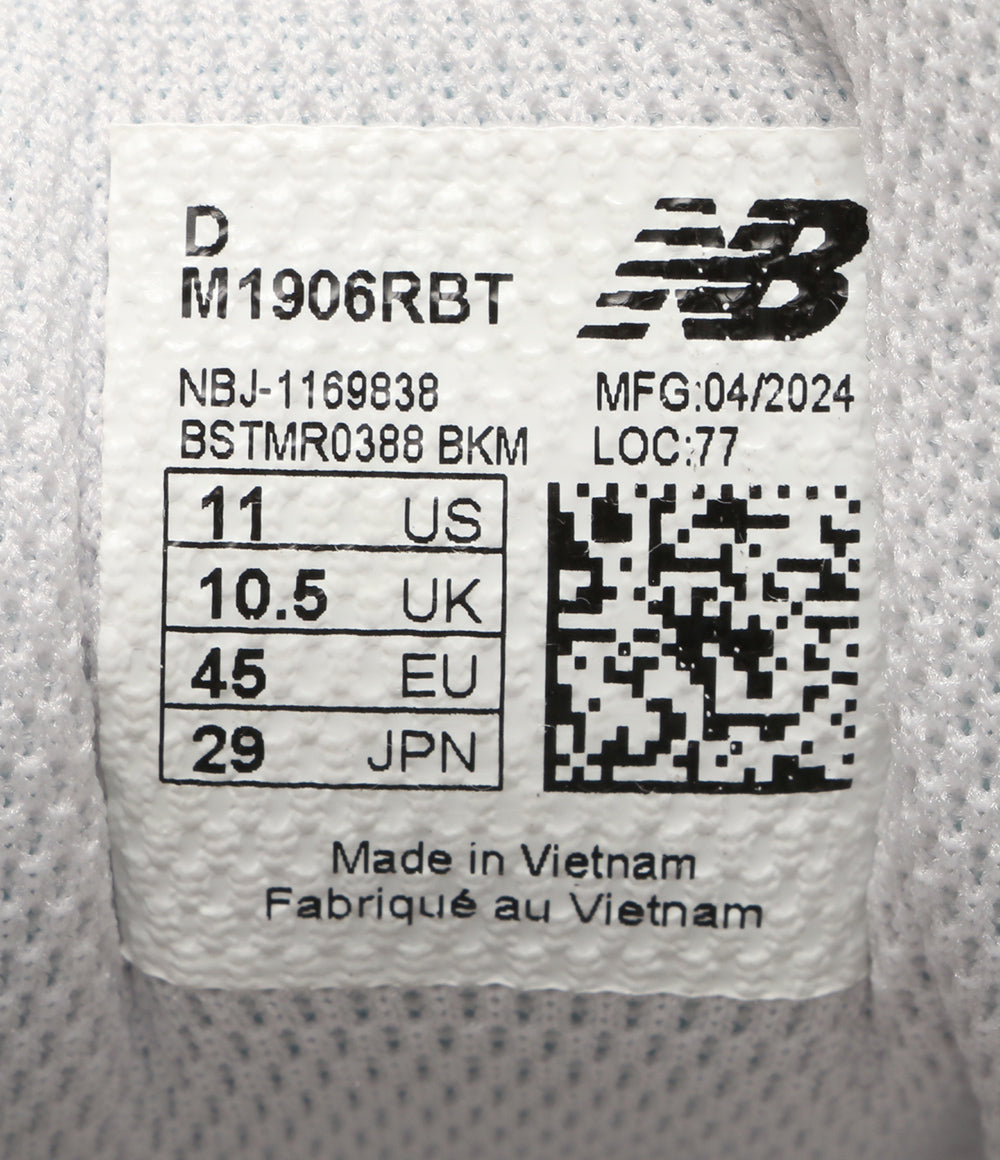 D
M1906RBT
NB
NBJ-1169838
MFG:04/2024
BSTMR0388 BKM
LOC:77
11 US
10.5 UK
45 EU
29 JPN
Made in Vietnam
Fabriqué au Vietnam